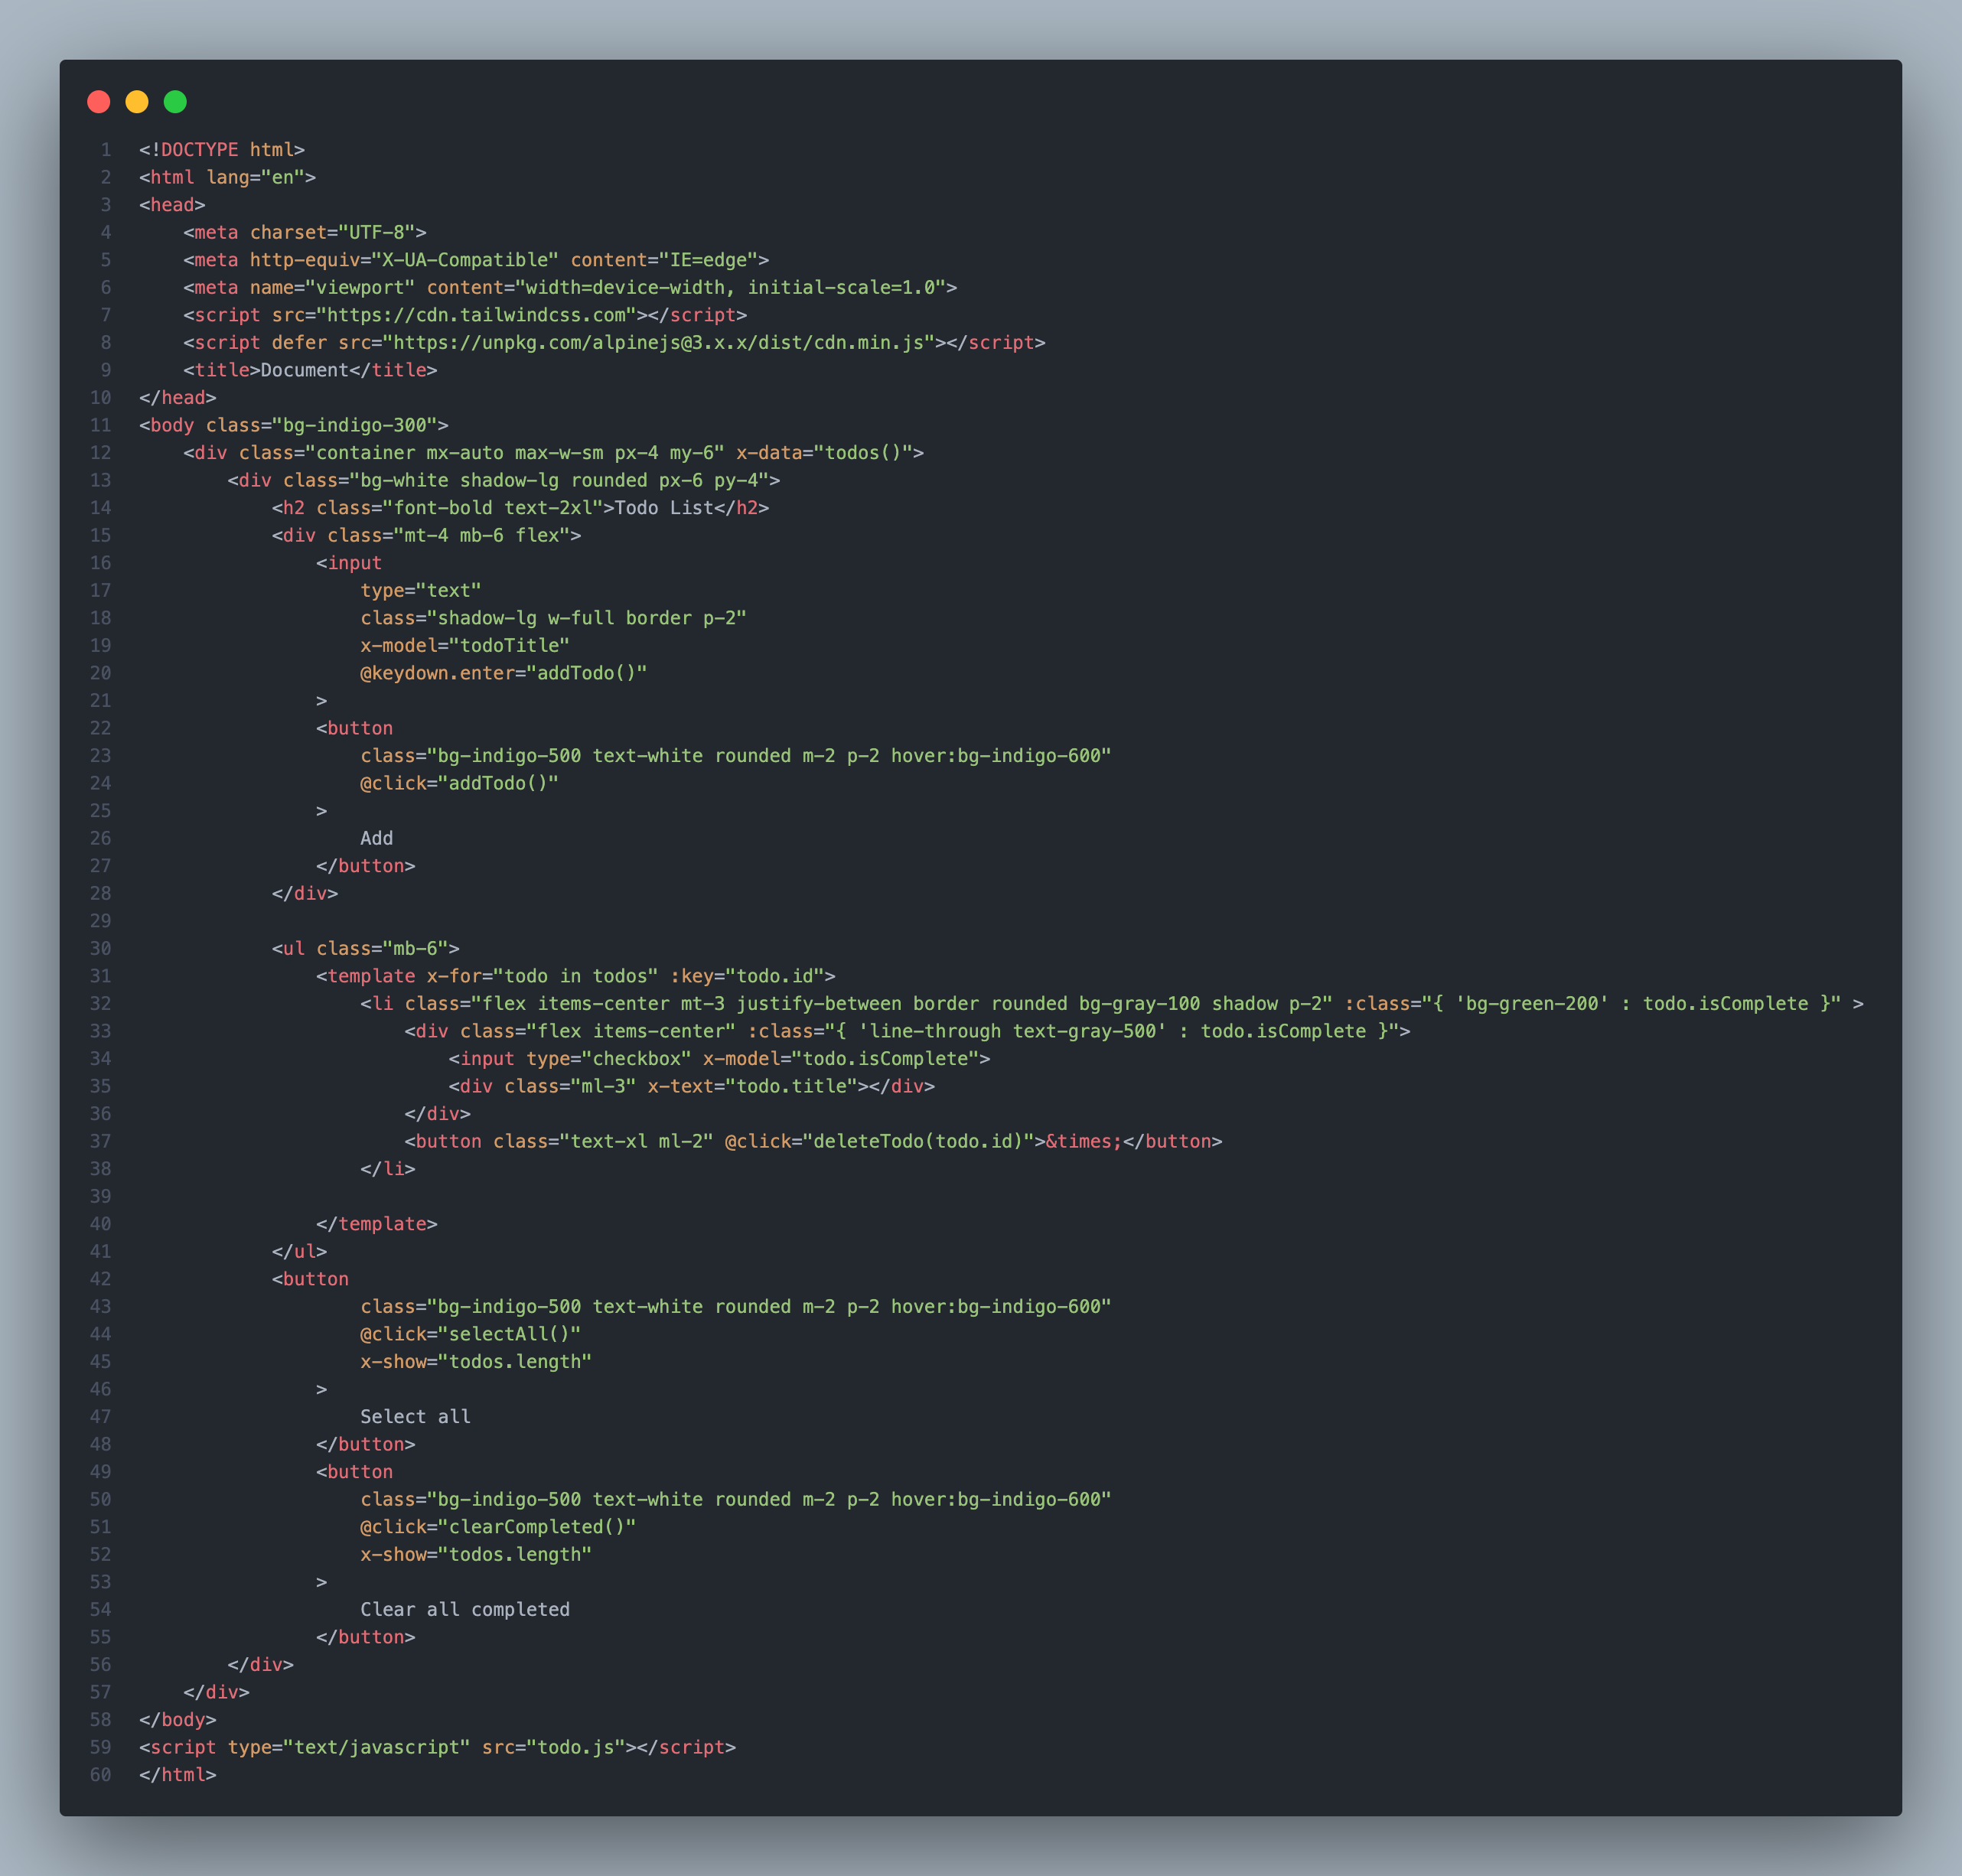 1 <!DOCTYPE html>
2 <html lang="en">
3 <head>
4     <meta charset="UTF-8">
5     <meta http-equiv="X-UA-Compatible" content="IE=edge">
6     <meta name="viewport" content="width=device-width, initial-scale=1.0">
7     <script src="https://cdn.tailwindcss.com"></script>
8     <script defer src="https://unpkg.com/alpinejs@3.x.x/dist/cdn.min.js"></script>
9     <title>Document</title>
10 </head>
11 <body class="bg-indigo-300">
12     <div class="container mx-auto max-w-sm px-4 my-6" x-data="todos()">
13         <div class="bg-white shadow-lg rounded px-6 py-4">
14             <h2 class="font-bold text-2xl">Todo List</h2>
15             <div class="mt-4 mb-6 flex">
16                 <input
17                     type="text"
18                     class="shadow-lg w-full border p-2"
19                     x-model="todoTitle"
20                     @keydown.enter="addTodo()"
21                 >
22                 <button
23                     class="bg-indigo-500 text-white rounded m-2 p-2 hover:bg-indigo-600"
24                     @click="addTodo()"
25                 >
26                     Add
27                 </button>
28             </div>
29
30             <ul class="mb-6">
31                 <template x-for="todo in todos" :key="todo.id">
32                     <li class="flex items-center mt-3 justify-between border rounded bg-gray-100 shadow p-2" :class="{ 'bg-green-200' : todo.isComplete }" >
33                         <div class="flex items-center" :class="{ 'line-through text-gray-500' : todo.isComplete }">
34                             <input type="checkbox" x-model="todo.isComplete">
35                             <div class="ml-3" x-text="todo.title"></div>
36                         </div>
37                         <button class="text-xl ml-2" @click="deleteTodo(todo.id)">&times;</button>
38                     </li>
39
40                 </template>
41             </ul>
42             <button
43                     class="bg-indigo-500 text-white rounded m-2 p-2 hover:bg-indigo-600"
44                     @click="selectAll()"
45                     x-show="todos.length"
46                 >
47                     Select all
48                 </button>
49                 <button
50                     class="bg-indigo-500 text-white rounded m-2 p-2 hover:bg-indigo-600"
51                     @click="clearCompleted()"
52                     x-show="todos.length"
53                 >
54                     Clear all completed
55                 </button>
56         </div>
57     </div>
58 </body>
59 <script type="text/javascript" src="todo.js"></script>
60 </html>